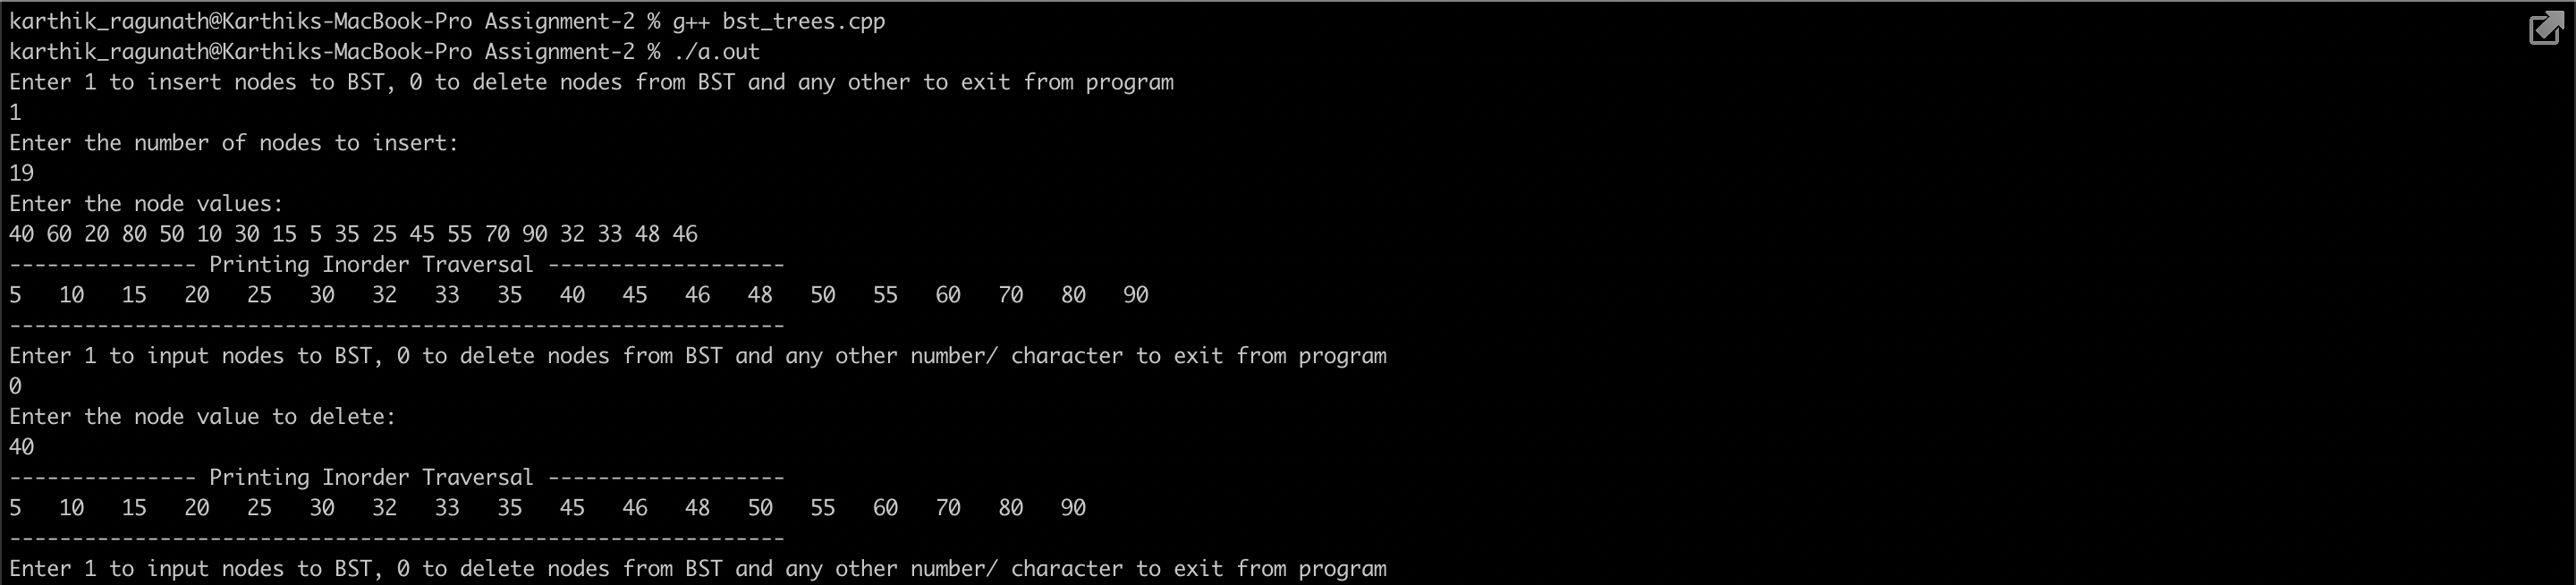 karthik_ragunath@Karthiks-MacBook-Pro Assignment-2 % g++ bst_trees.cpp
karthik_ragunath@Karthiks-MacBook-Pro Assignment-2 % ./a.out
Enter 1 to insert nodes to BST, 0 to delete nodes from BST and any other to exit from program
1
Enter the number of nodes to insert:
19
Enter the node values:
40 60 20 80 50 10 30 15 5 35 25 45 55 70 90 32 33 48 46
--------------- Printing Inorder Traversal -------------------
5   10   15   20   25   30   32   33   35   40   45   46   48   50   55   60   70   80   90
--------------------------------------------------------------
Enter 1 to input nodes to BST, 0 to delete nodes from BST and any other number/ character to exit from program
0
Enter the node value to delete:
40
--------------- Printing Inorder Traversal -------------------
5   10   15   20   25   30   32   33   35   45   46   48   50   55   60   70   80   90
--------------------------------------------------------------
Enter 1 to input nodes to BST, 0 to delete nodes from BST and any other number/ character to exit from program